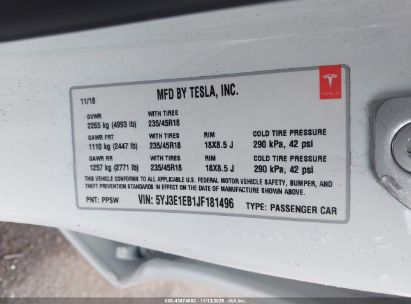 11/18
MFD BY TESLA, INC.
TESLA
GVWR WITH TIRES
2265 kg (4993 lb) 235/45R18
GAWR FRT WITH TIRES RIM COLD TIRE PRESSURE
1110 kg (2447 lb) 235/45R18 18X8.5 J 290 kPa, 42 psi
GAWR RR WITH TIRES RIM COLD TIRE PRESSURE
1257 kg (2771 lb) 235/45R18 18X8.5 J 290 kPa, 42 psi
THIS VEHICLE CONFORMS TO ALL APPLICABLE U.S. FEDERAL MOTOR VEHICLE SAFETY, BUMPER, AND
THEFT PREVENTION STANDARDS IN EFFECT ON THE DATE OF MANUFACTURE SHOWN ABOVE.
PNT: PPSW VIN: 5YJ3E1EB1JF181496 TYPE: PASSENGER CAR